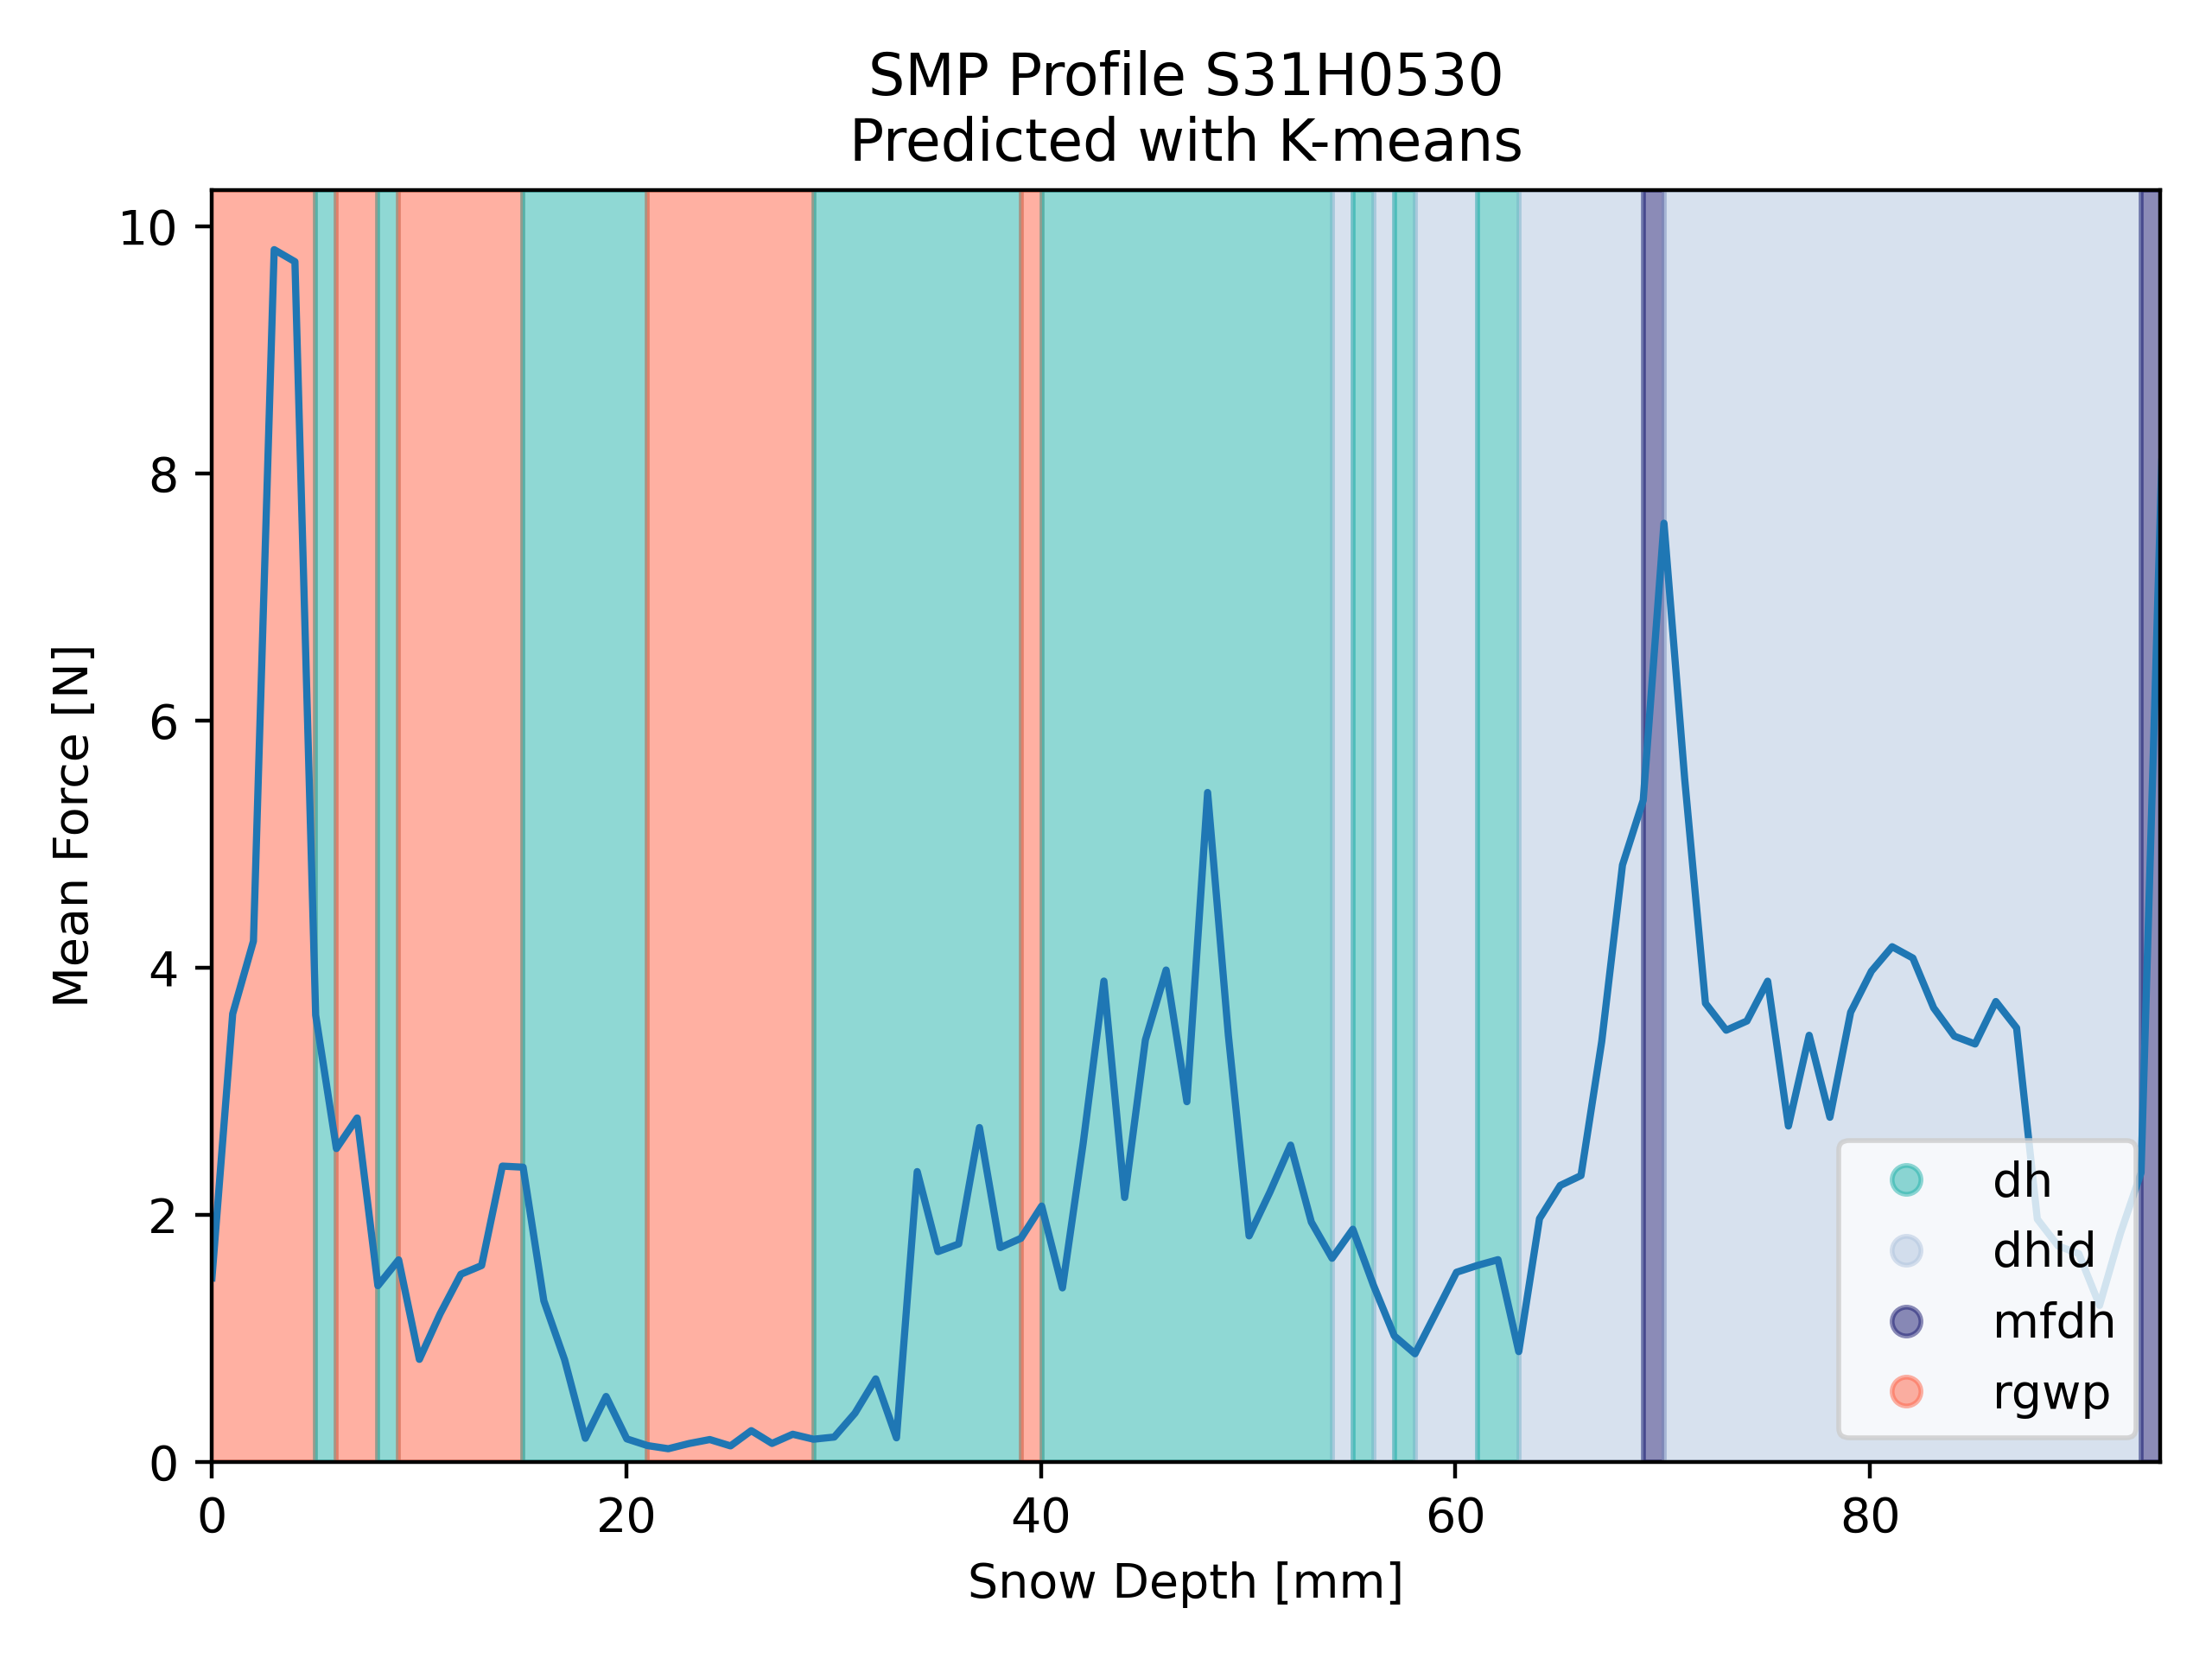 SMP Profile S31H0530
Predicted with K-means
10
8
6
4
2
0
Mean Force [N]
0 20 40 60 80
Snow Depth [mm]
dh
dhid
mfdh
rgwp